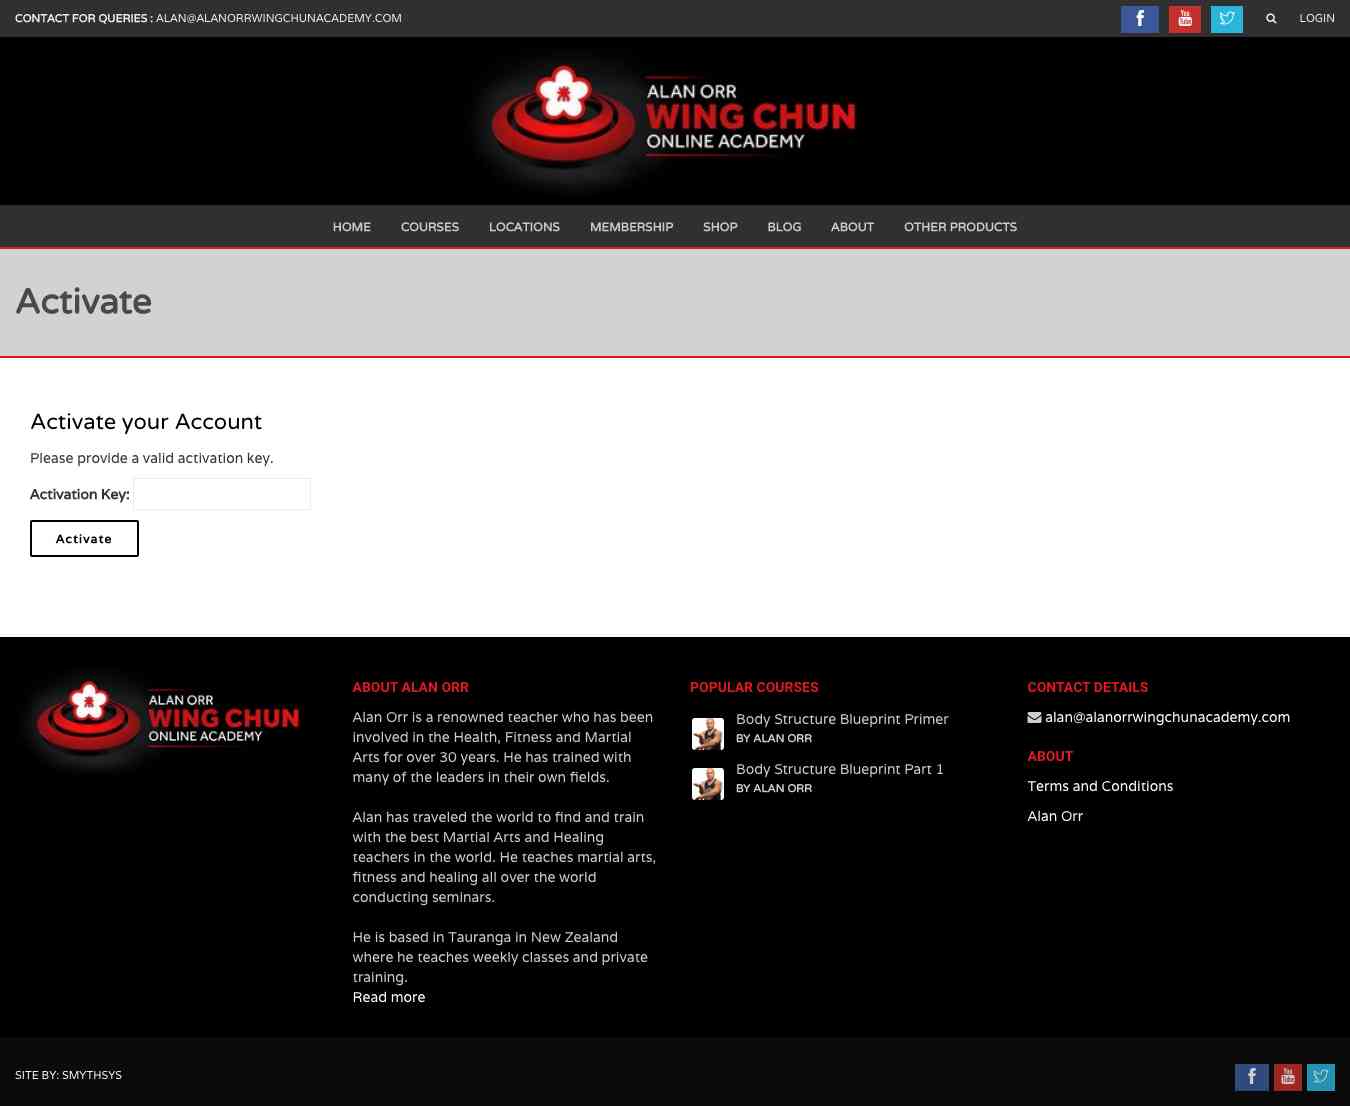 CONTACT FOR QUERIES : ALAN@ALANORRWINGCHUNACADEMY.COM
You Tube
LOGIN
ALAN ORR
WING CHUN
ONLINE ACADEMY
HOME COURSES LOCATIONS MEMBERSHIP SHOP BLOG ABOUT OTHER PRODUCTS
Activate
Activate your Account
Please provide a valid activation key.
Activation Key:
Activate
ALAN ORR
WING CHUN
ONLINE ACADEMY
ABOUT ALAN ORR
Alan Orr is a renowned teacher who has been
involved in the Health, Fitness and Martial
Arts for over 30 years. He has trained with
many of the leaders in their own fields.
Alan has traveled the world to find and train
with the best Martial Arts and Healing
teachers in the world. He teaches martial arts,
fitness and healing all over the world
conducting seminars.
He is based in Tauranga in New Zealand
where he teaches weekly classes and private
training.
Read more
POPULAR COURSES
Body Structure Blueprint Primer
BY ALAN ORR
Body Structure Blueprint Part 1
BY ALAN ORR
CONTACT DETAILS
alan@alanorrwingchunacademy.com
ABOUT
Terms and Conditions
Alan Orr
SITE BY: SMYTHSYS
You Tube